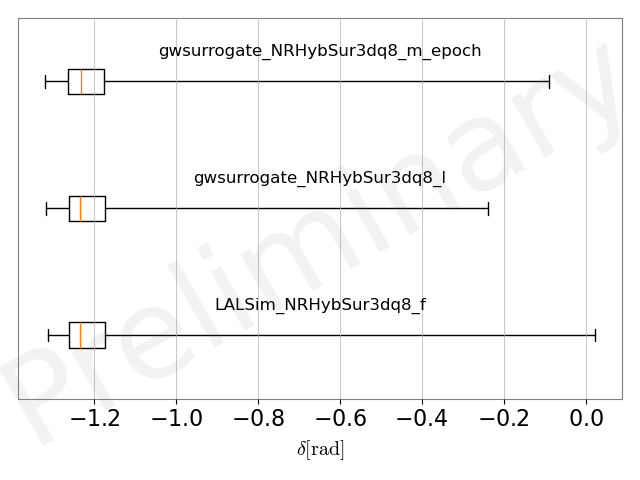 gwsurrogate_NRHybSur3dq8_m_epoch
gwsurrogate_NRHybSur3dq8_l
LALSim_NRHybSur3dq8_f
Preliminary
−1.2 −1.0 −0.8 −0.6 −0.4 −0.2 0.0
δ[rad]